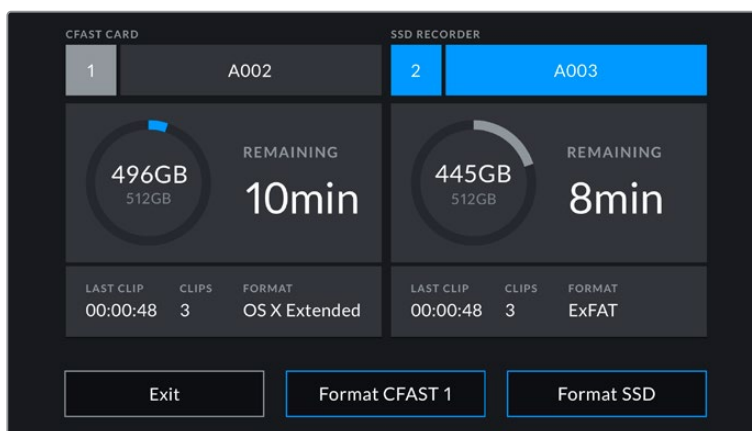 CFAST CARD
1 A002
496GB
512GB
REMAINING
10min
LAST CLIP CLIPS FORMAT
00:00:48 3 OS X Extended
SSD RECORDER
2 A003
445GB
512GB
REMAINING
8min
LAST CLIP CLIPS FORMAT
00:00:48 3 ExFAT
Exit Format CFAST 1 Format SSD